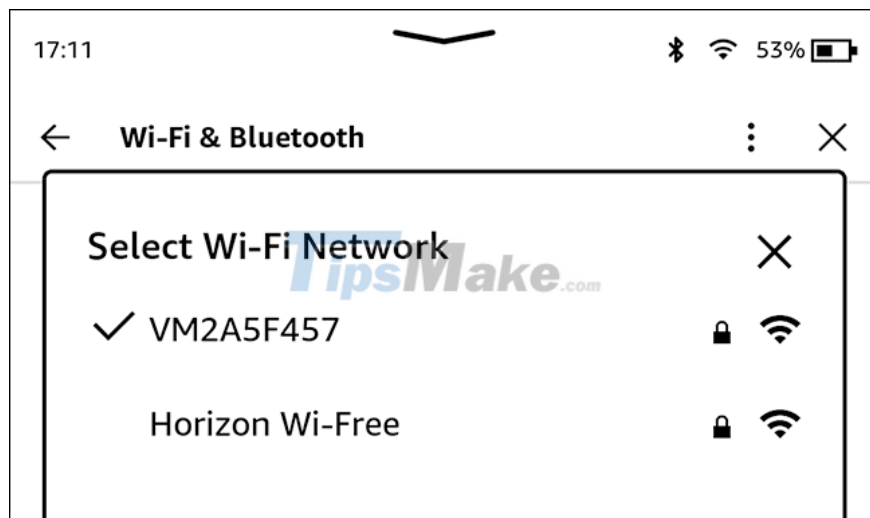 17:11 53%
Wi-Fi & Bluetooth
Select Wi-Fi Network
TipsMake.com
VM2A5F457
Horizon Wi-Free